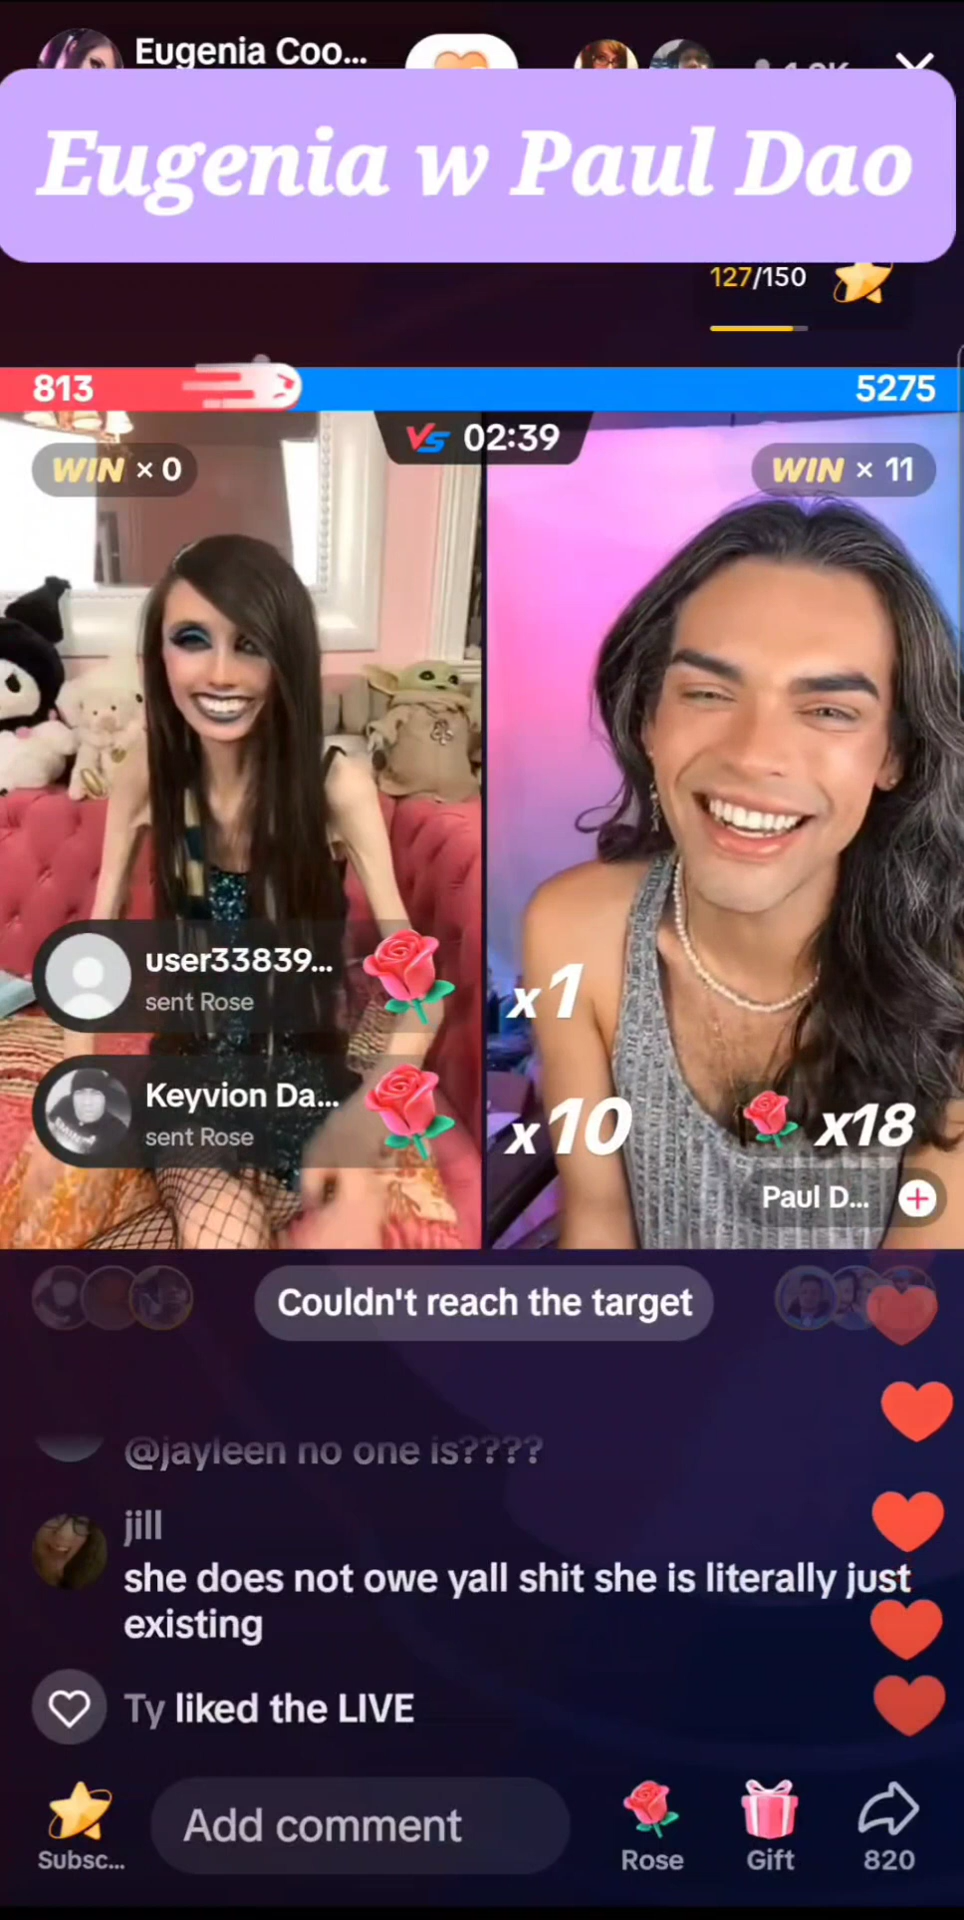 Eugenia Coo...
Eugenia w Paul Dao
127/150
813
5275
VS 02:39
WIN × 0
WIN × 11
user33839...
sent Rose
x1
Keyvion Da...
sent Rose
x10
x18
Paul D...
Couldn't reach the target
@jayleen no one is????
jill
she does not owe yall shit she is literally just
existing
Ty liked the LIVE
Subsc...
Add comment
Rose
Gift
820